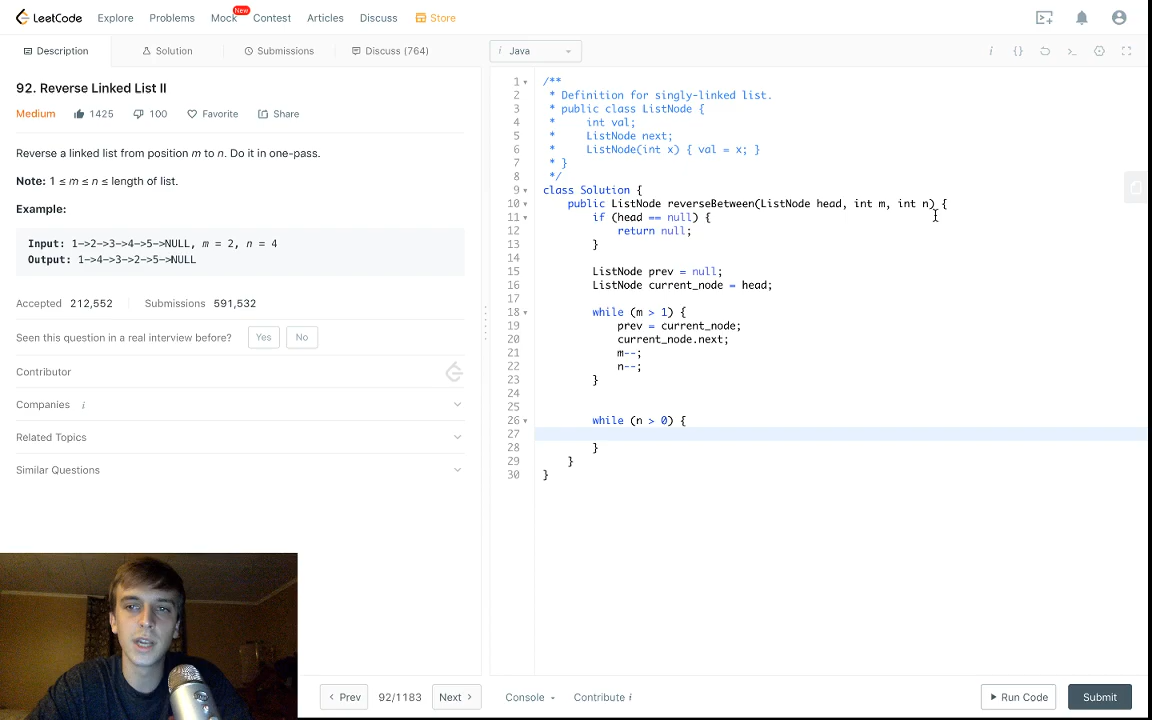 LeetCode Explore Problems Mock New Contest Articles Discuss Store
Description Solution Submissions Discuss (764)
92. Reverse Linked List II
Medium 1425 100 Favorite Share
Reverse a linked list from position m to n. Do it in one-pass.
Note: 1 ≤ m ≤ n ≤ length of list.
Example:
Input: 1->2->3->4->5->NULL, m = 2, n = 4
Output: 1->4->3->2->5->NULL
Accepted 212,552 Submissions 591,532
Seen this question in a real interview before? Yes No
Contributor
Companies i
Related Topics
Similar Questions
Prev 92/1183 Next
i Java i {} >_
1 /**
2 * Definition for singly-linked list.
3 * public class ListNode {
4 * int val;
5 * ListNode next;
6 * ListNode(int x) { val = x; }
7 * }
8 */
9 class Solution {
10 public ListNode reverseBetween(ListNode head, int m, int n) {
11 if (head == null) {
12 return null;
13 }
14
15 ListNode prev = null;
16 ListNode current_node = head;
17
18 while (m > 1) {
19 prev = current_node;
20 current_node.next;
21 m--;
22 n--;
23 }
24
25
26 while (n > 0) {
27
28 }
29 }
30 }
Console Contribute i Run Code Submit